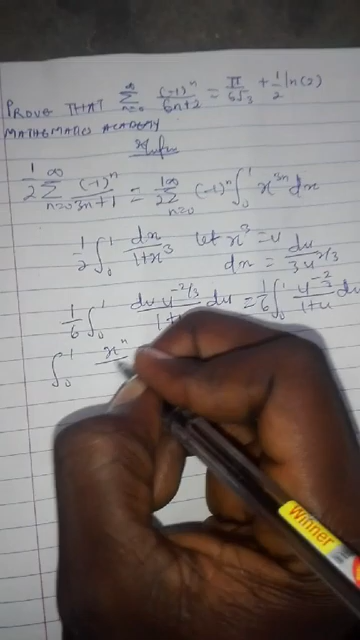 PROVE THAT ∞ Σ n=0 (-1)^n / 6n+2 = π / 6√3 + 1/2 ln(2)
MATHEMATICS ACADEMY
1/2 ∞ Σ n=0 (-1)^n / 3n+1 = 1/2 ∞ Σ n=0 (-1)^n ∫_0^1 x^{3n} dx
1/2 ∫_0^1 dx / 1+x^3 let x^3 = u
dx = du / 3u^{2/3}
1/6 ∫_0^1 du u^{-2/3} / 1+ du = 1/6 ∫_0^1 u^{-2/3} / 1+u du
∫_0^1 x^n
Winner